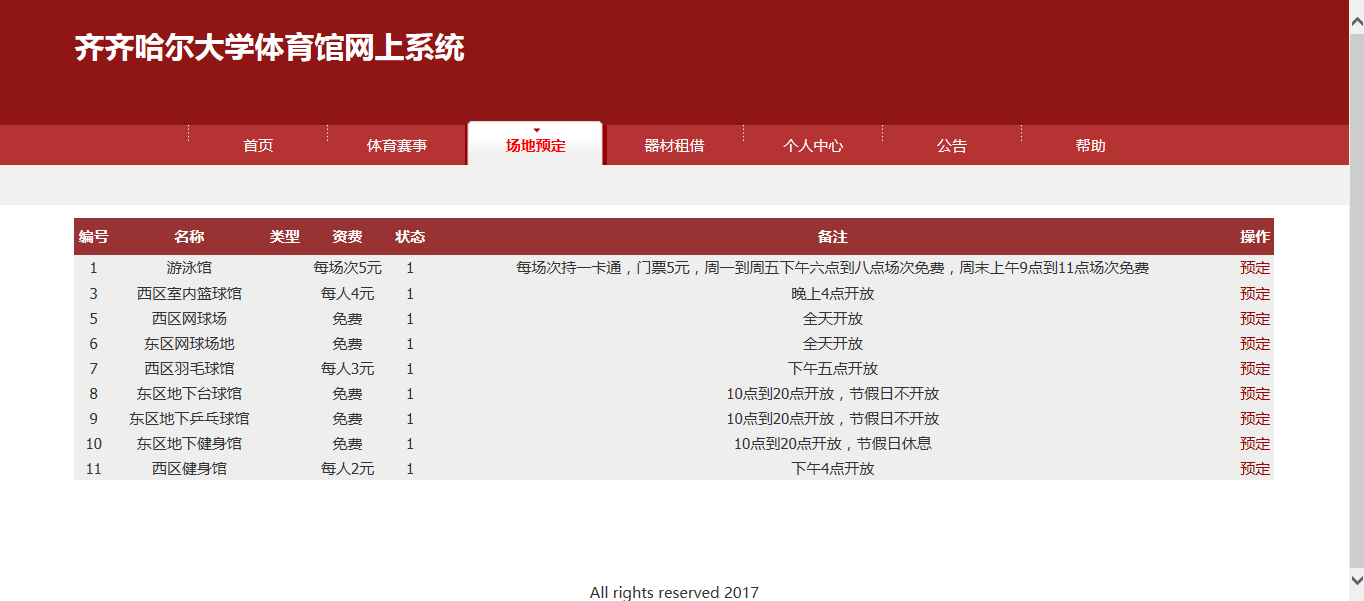 齐齐哈尔大学体育馆网上系统
首页 体育赛事 场地预定 器材租借 个人中心 公告 帮助
编号 名称 类型 资费 状态 备注 操作
1 游泳馆 每场次5元 1 每场次持一卡通，门票5元，周一到周五下午六点到八点场次免费，周末上午9点到11点场次免费 预定
3 西区室内篮球馆 每人4元 1 晚上4点开放 预定
5 西区网球场 免费 1 全天开放 预定
6 东区网球场地 免费 1 全天开放 预定
7 西区羽毛球馆 每人3元 1 下午五点开放 预定
8 东区地下台球馆 免费 1 10点到20点开放，节假日不开放 预定
9 东区地下乒乓球馆 免费 1 10点到20点开放，节假日不开放 预定
10 东区地下健身馆 免费 1 10点到20点开放，节假日休息 预定
11 西区健身馆 每人2元 1 下午4点开放 预定
All rights reserved 2017